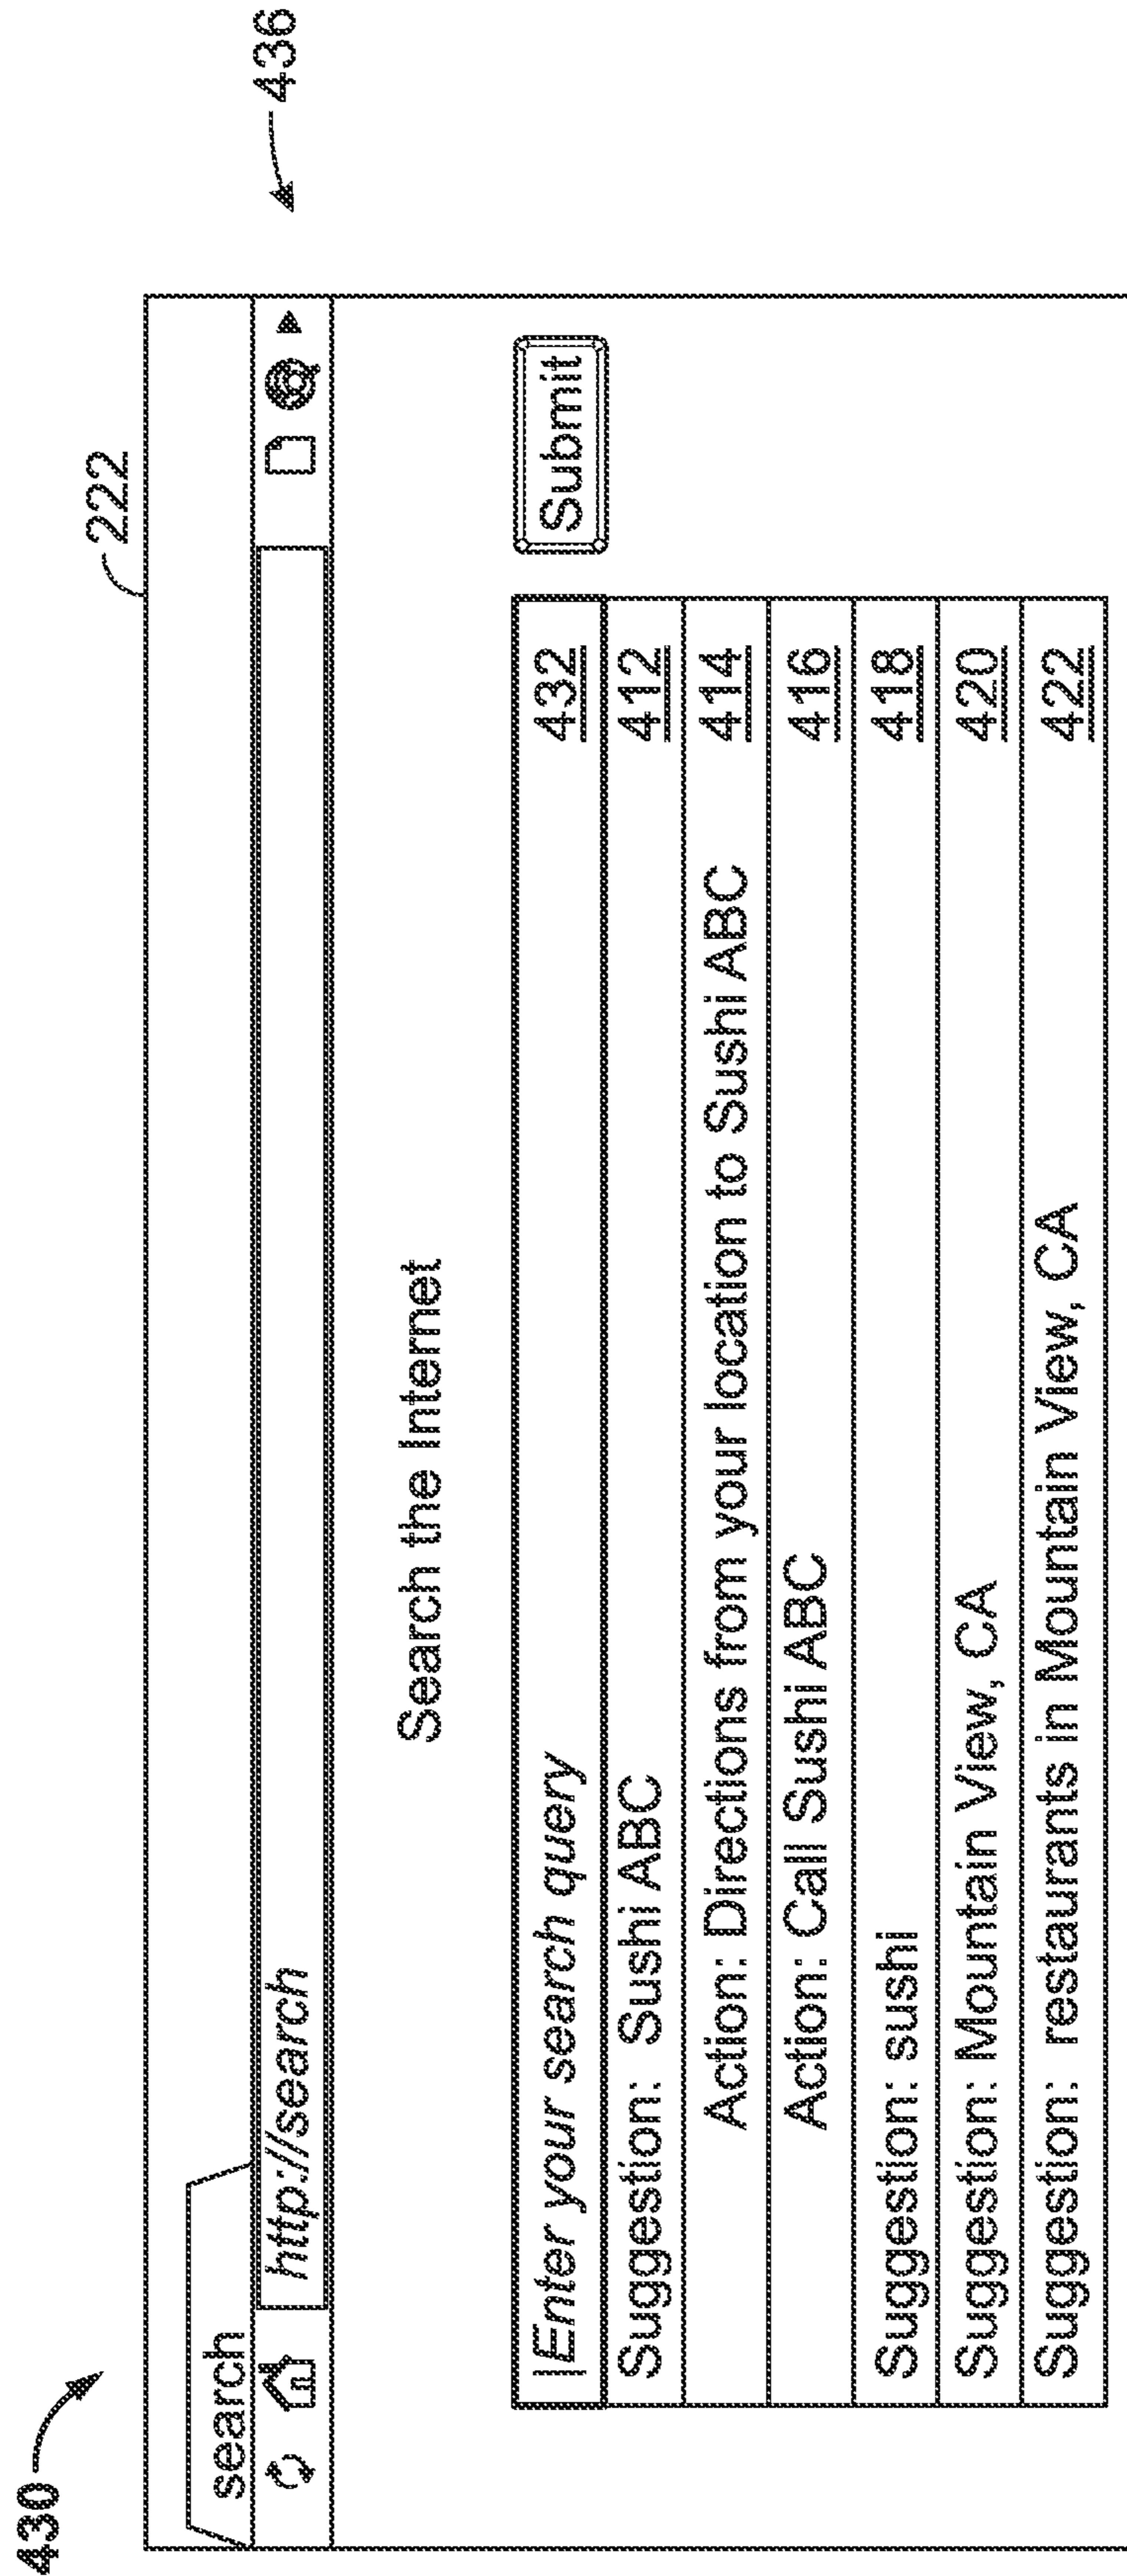 430
222
search
http://search
436
Search the Internet
|Enter your search query 432
Submit
Suggestion: Sushi ABC 412
Action: Directions from your location to Sushi ABC 414
Action: Call Sushi ABC 416
Suggestion: sushi 418
Suggestion: Mountain View, CA 420
Suggestion: restaurants in Mountain View, CA 422